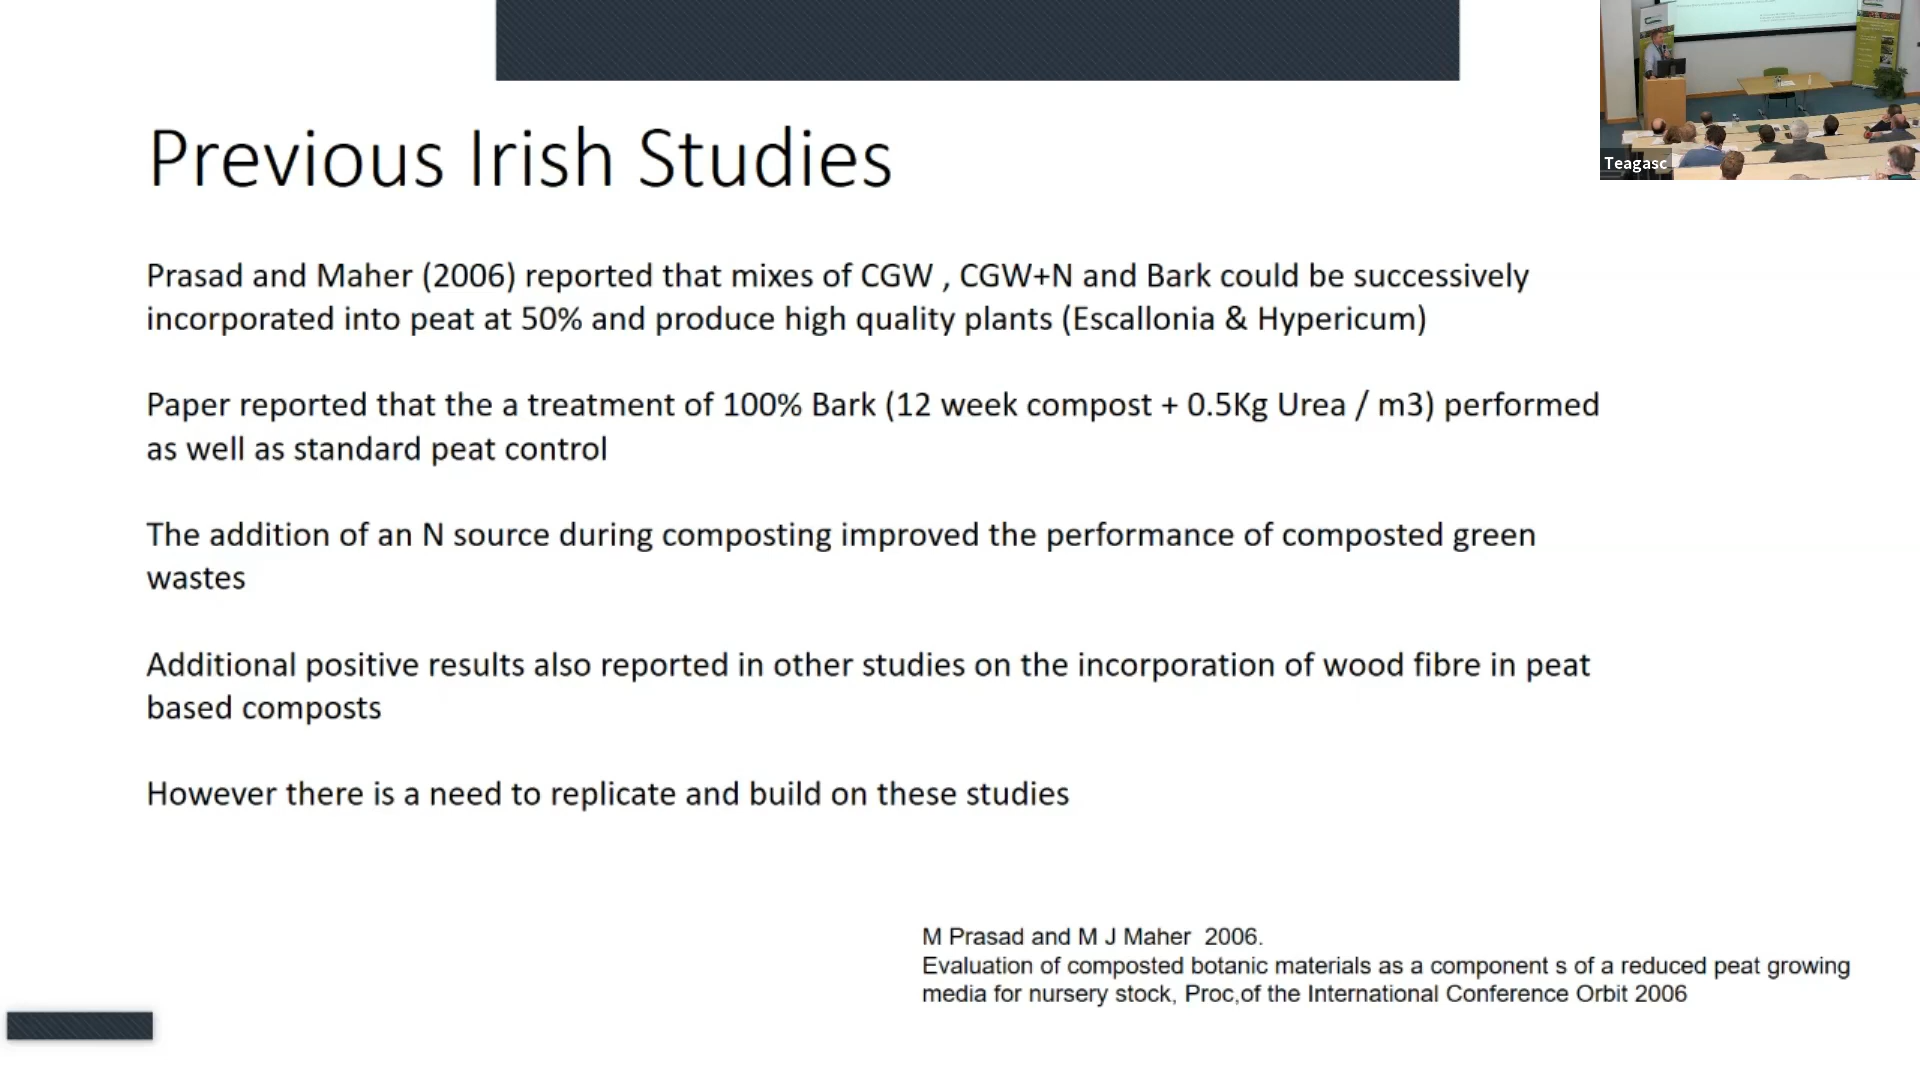 Previous Irish Studies
Teagasc
Prasad and Maher (2006) reported that mixes of CGW , CGW+N and Bark could be successively
incorporated into peat at 50% and produce high quality plants (Escallonia & Hypericum)
Paper reported that the a treatment of 100% Bark (12 week compost + 0.5Kg Urea / m3) performed
as well as standard peat control
The addition of an N source during composting improved the performance of composted green
wastes
Additional positive results also reported in other studies on the incorporation of wood fibre in peat
based composts
However there is a need to replicate and build on these studies
M Prasad and M J Maher  2006.
Evaluation of composted botanic materials as a component s of a reduced peat growing
media for nursery stock, Proc,of the International Conference Orbit 2006